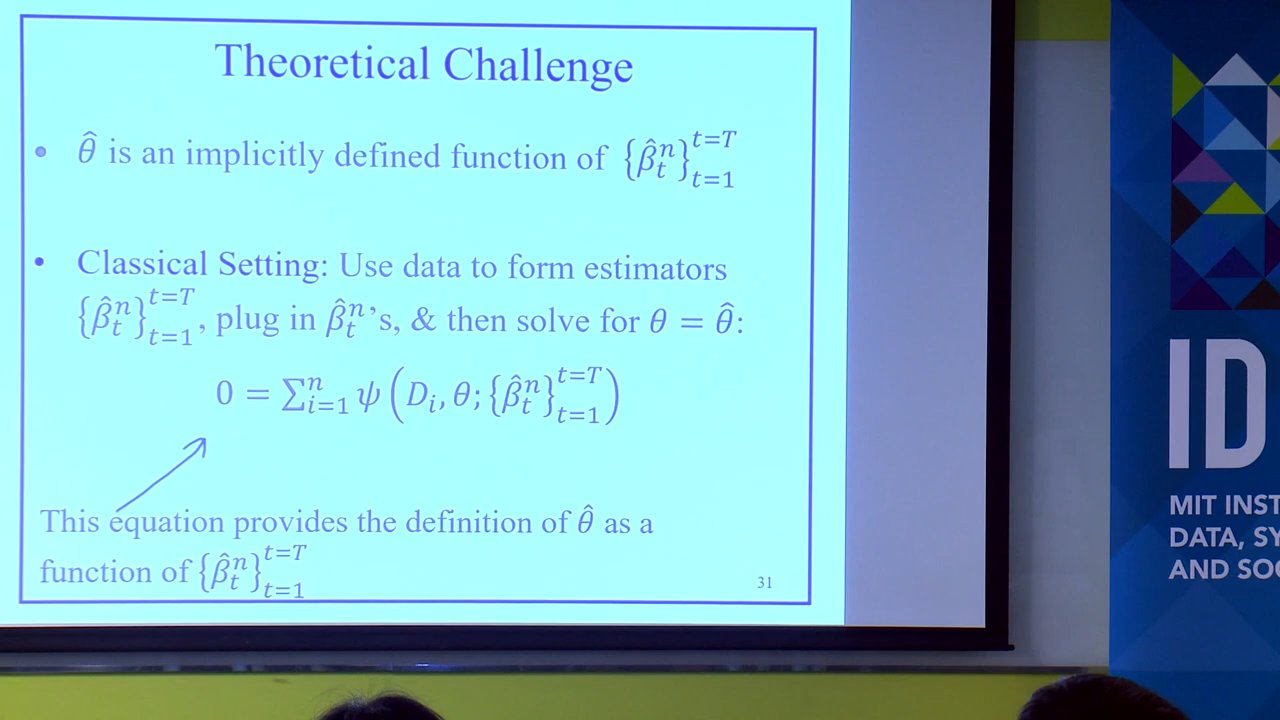 Theoretical Challenge
• θ̂ is an implicitly defined function of {β̂ₜⁿ}ₜ₌₁ᵗ⁼ᵀ
• Classical Setting: Use data to form estimators
{β̂ₜⁿ}ₜ₌₁ᵗ⁼ᵀ, plug in β̂ₜⁿ's, & then solve for θ = θ̂:
0 = ∑ᵢ₌₁ⁿ ψ(Dᵢ, θ; {β̂ₜⁿ}ₜ₌₁ᵗ⁼ᵀ)
This equation provides the definition of θ̂ as a
function of {β̂ₜⁿ}ₜ₌₁ᵗ⁼ᵀ
31
ID
MIT INST
DATA, SY
AND SOC